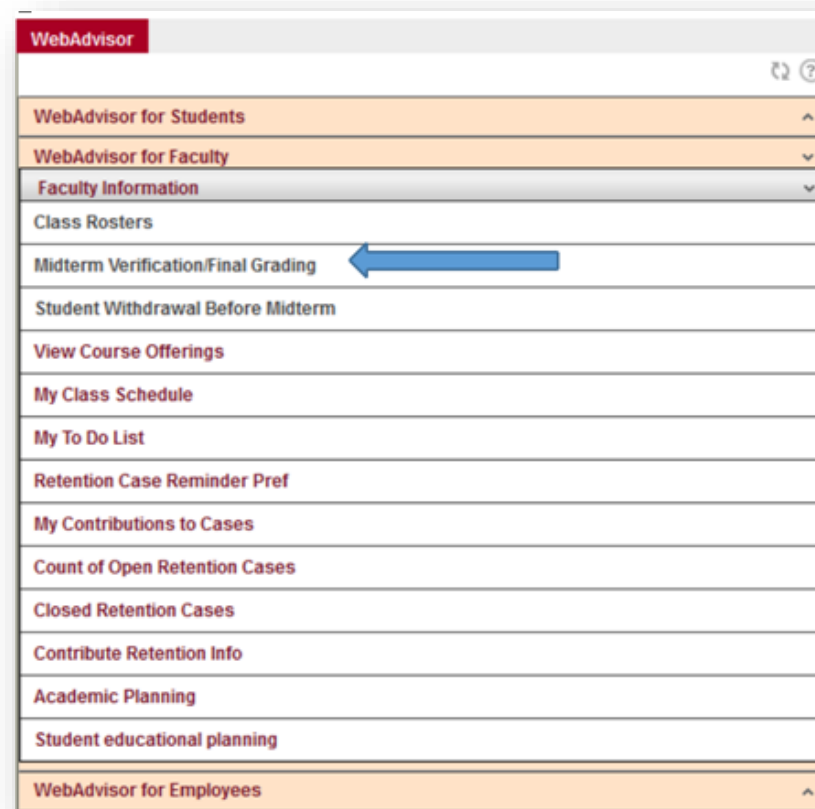 WebAdvisor
WebAdvisor for Students
WebAdvisor for Faculty
Faculty Information
Class Rosters
Midterm Verification/Final Grading
Student Withdrawal Before Midterm
View Course Offerings
My Class Schedule
My To Do List
Retention Case Reminder Pref
My Contributions to Cases
Count of Open Retention Cases
Closed Retention Cases
Contribute Retention Info
Academic Planning
Student educational planning
WebAdvisor for Employees